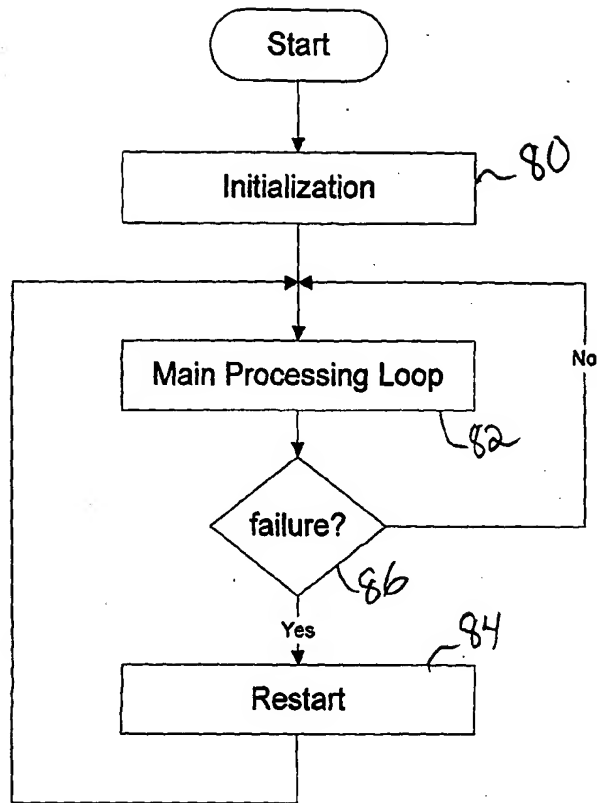 Start
Initialization
80
Main Processing Loop
No
82
failure?
86
Yes
84
Restart